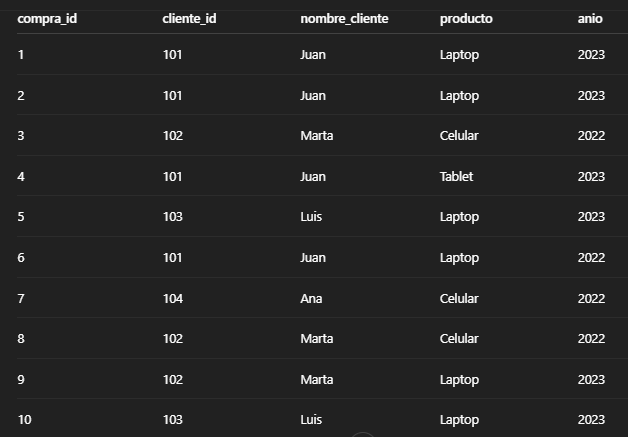 compra_id cliente_id nombre_cliente producto anio
1 101 Juan Laptop 2023
2 101 Juan Laptop 2023
3 102 Marta Celular 2022
4 101 Juan Tablet 2023
5 103 Luis Laptop 2023
6 101 Juan Laptop 2022
7 104 Ana Celular 2022
8 102 Marta Celular 2022
9 102 Marta Laptop 2023
10 103 Luis Laptop 2023